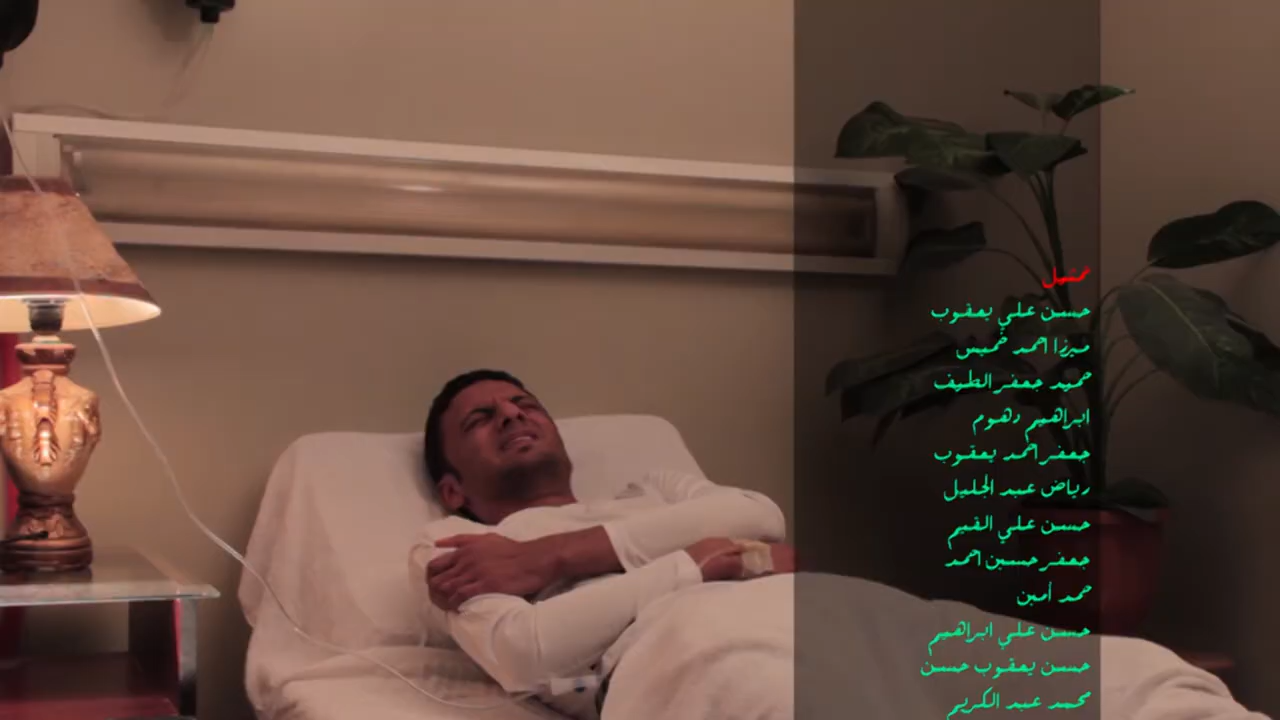 تمثيل
حسن علي يعقوب
ميرزا احمد خميس
حميد جعفر الطيف
ابراهيم دهوم
جعفر احمد يعقوب
رياض عبد الجليل
حسن علي القيم
جعفر حسين احمد
حمد أمين
حسن علي ابراهيم
حسن يعقوب حسن
محمد عبد الكريم